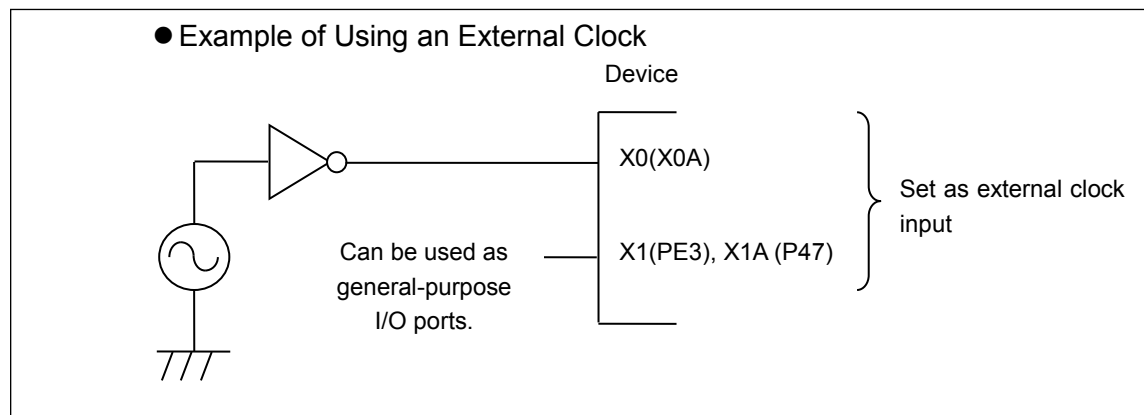 ● Example of Using an External Clock
Device
X0(X0A)
Set as external clock
input
Can be used as
general-purpose
I/O ports.
X1(PE3), X1A (P47)